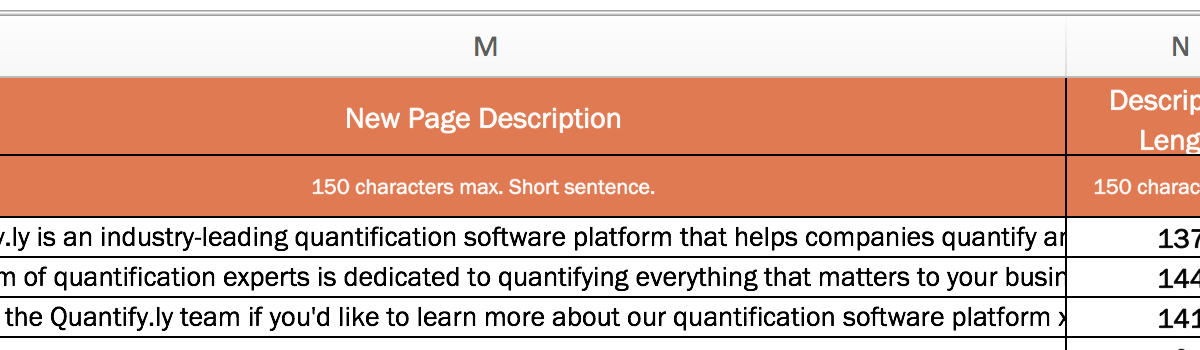 M N
New Page Description
Descrip
Leng
150 characters max. Short sentence. 150 charac
y.ly is an industry-leading quantification software platform that helps companies quantify ar 137
m of quantification experts is dedicated to quantifying everything that matters to your busin 144
the Quantify.ly team if you'd like to learn more about our quantification software platform x 141